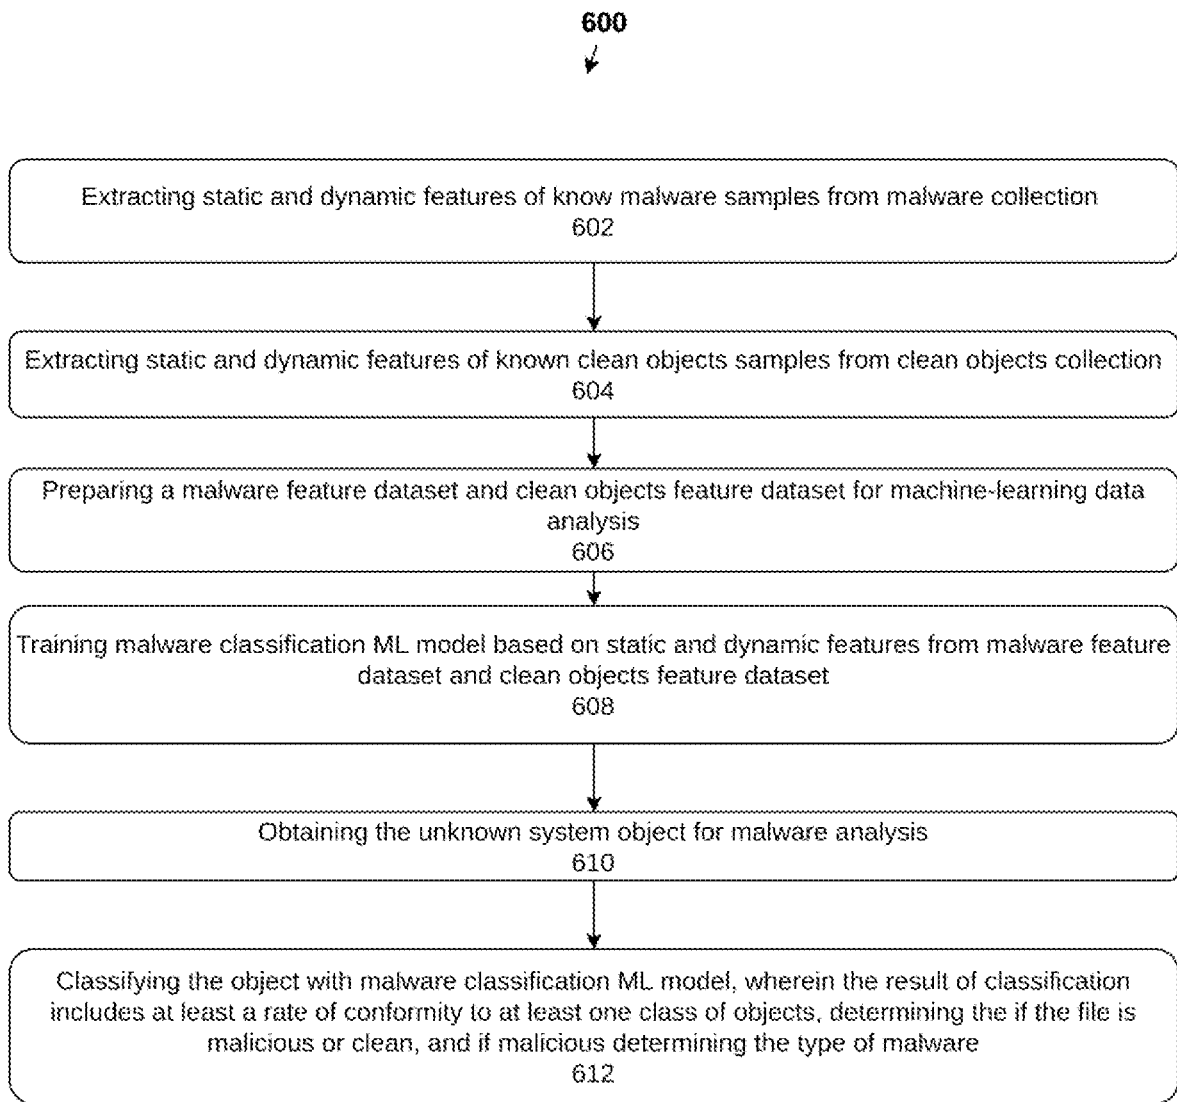 600
Extracting static and dynamic features of know malware samples from malware collection
602
Extracting static and dynamic features of known clean objects samples from clean objects collection
604
Preparing a malware feature dataset and clean objects feature dataset for machine-learning data
analysis
606
Training malware classification ML model based on static and dynamic features from malware feature
dataset and clean objects feature dataset
608
Obtaining the unknown system object for malware analysis
610
Classifying the object with malware classification ML model, wherein the result of classification
includes at least a rate of conformity to at least one class of objects, determining the if the file is
malicious or clean, and if malicious determining the type of malware
612